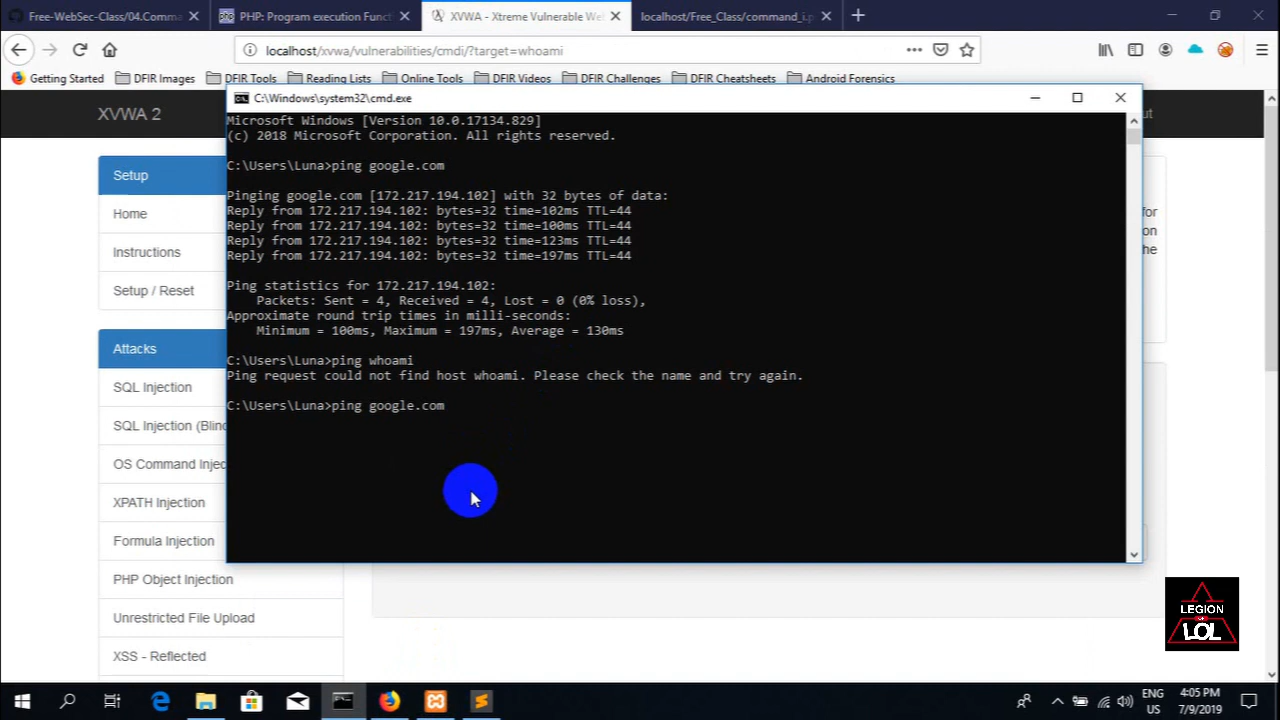 Free-WebSec-Class/04.Comma
PHP: Program execution Funct
XVWA - Xtreme Vulnerable We
localhost/Free_Class/command_i.p
localhost/xvwa/vulnerabilities/cmdi/?target=whoami
Getting Started
DFIR Images
DFIR Tools
Reading Lists
Online Tools
DFIR Videos
DFIR Challenges
DFIR Cheatsheets
Android Forensics
XVWA 2
ut
C:\Windows\system32\cmd.exe
Microsoft Windows [Version 10.0.17134.829]
(c) 2018 Microsoft Corporation. All rights reserved.
C:\Users\Luna>ping google.com
Pinging google.com [172.217.194.102] with 32 bytes of data:
Reply from 172.217.194.102: bytes=32 time=102ms TTL=44
Reply from 172.217.194.102: bytes=32 time=100ms TTL=44
Reply from 172.217.194.102: bytes=32 time=123ms TTL=44
Reply from 172.217.194.102: bytes=32 time=197ms TTL=44
Ping statistics for 172.217.194.102:
Packets: Sent = 4, Received = 4, Lost = 0 (0% loss),
Approximate round trip times in milli-seconds:
Minimum = 100ms, Maximum = 197ms, Average = 130ms
C:\Users\Luna>ping whoami
Ping request could not find host whoami. Please check the name and try again.
C:\Users\Luna>ping google.com
Setup
Home
Instructions
Setup / Reset
Attacks
SQL Injection
SQL Injection (Blind
OS Command Injec
XPATH Injection
Formula Injection
PHP Object Injection
Unrestricted File Upload
XSS - Reflected
for
on
the
LEGION
OF
LOL
ENG
US
4:05 PM
7/9/2019